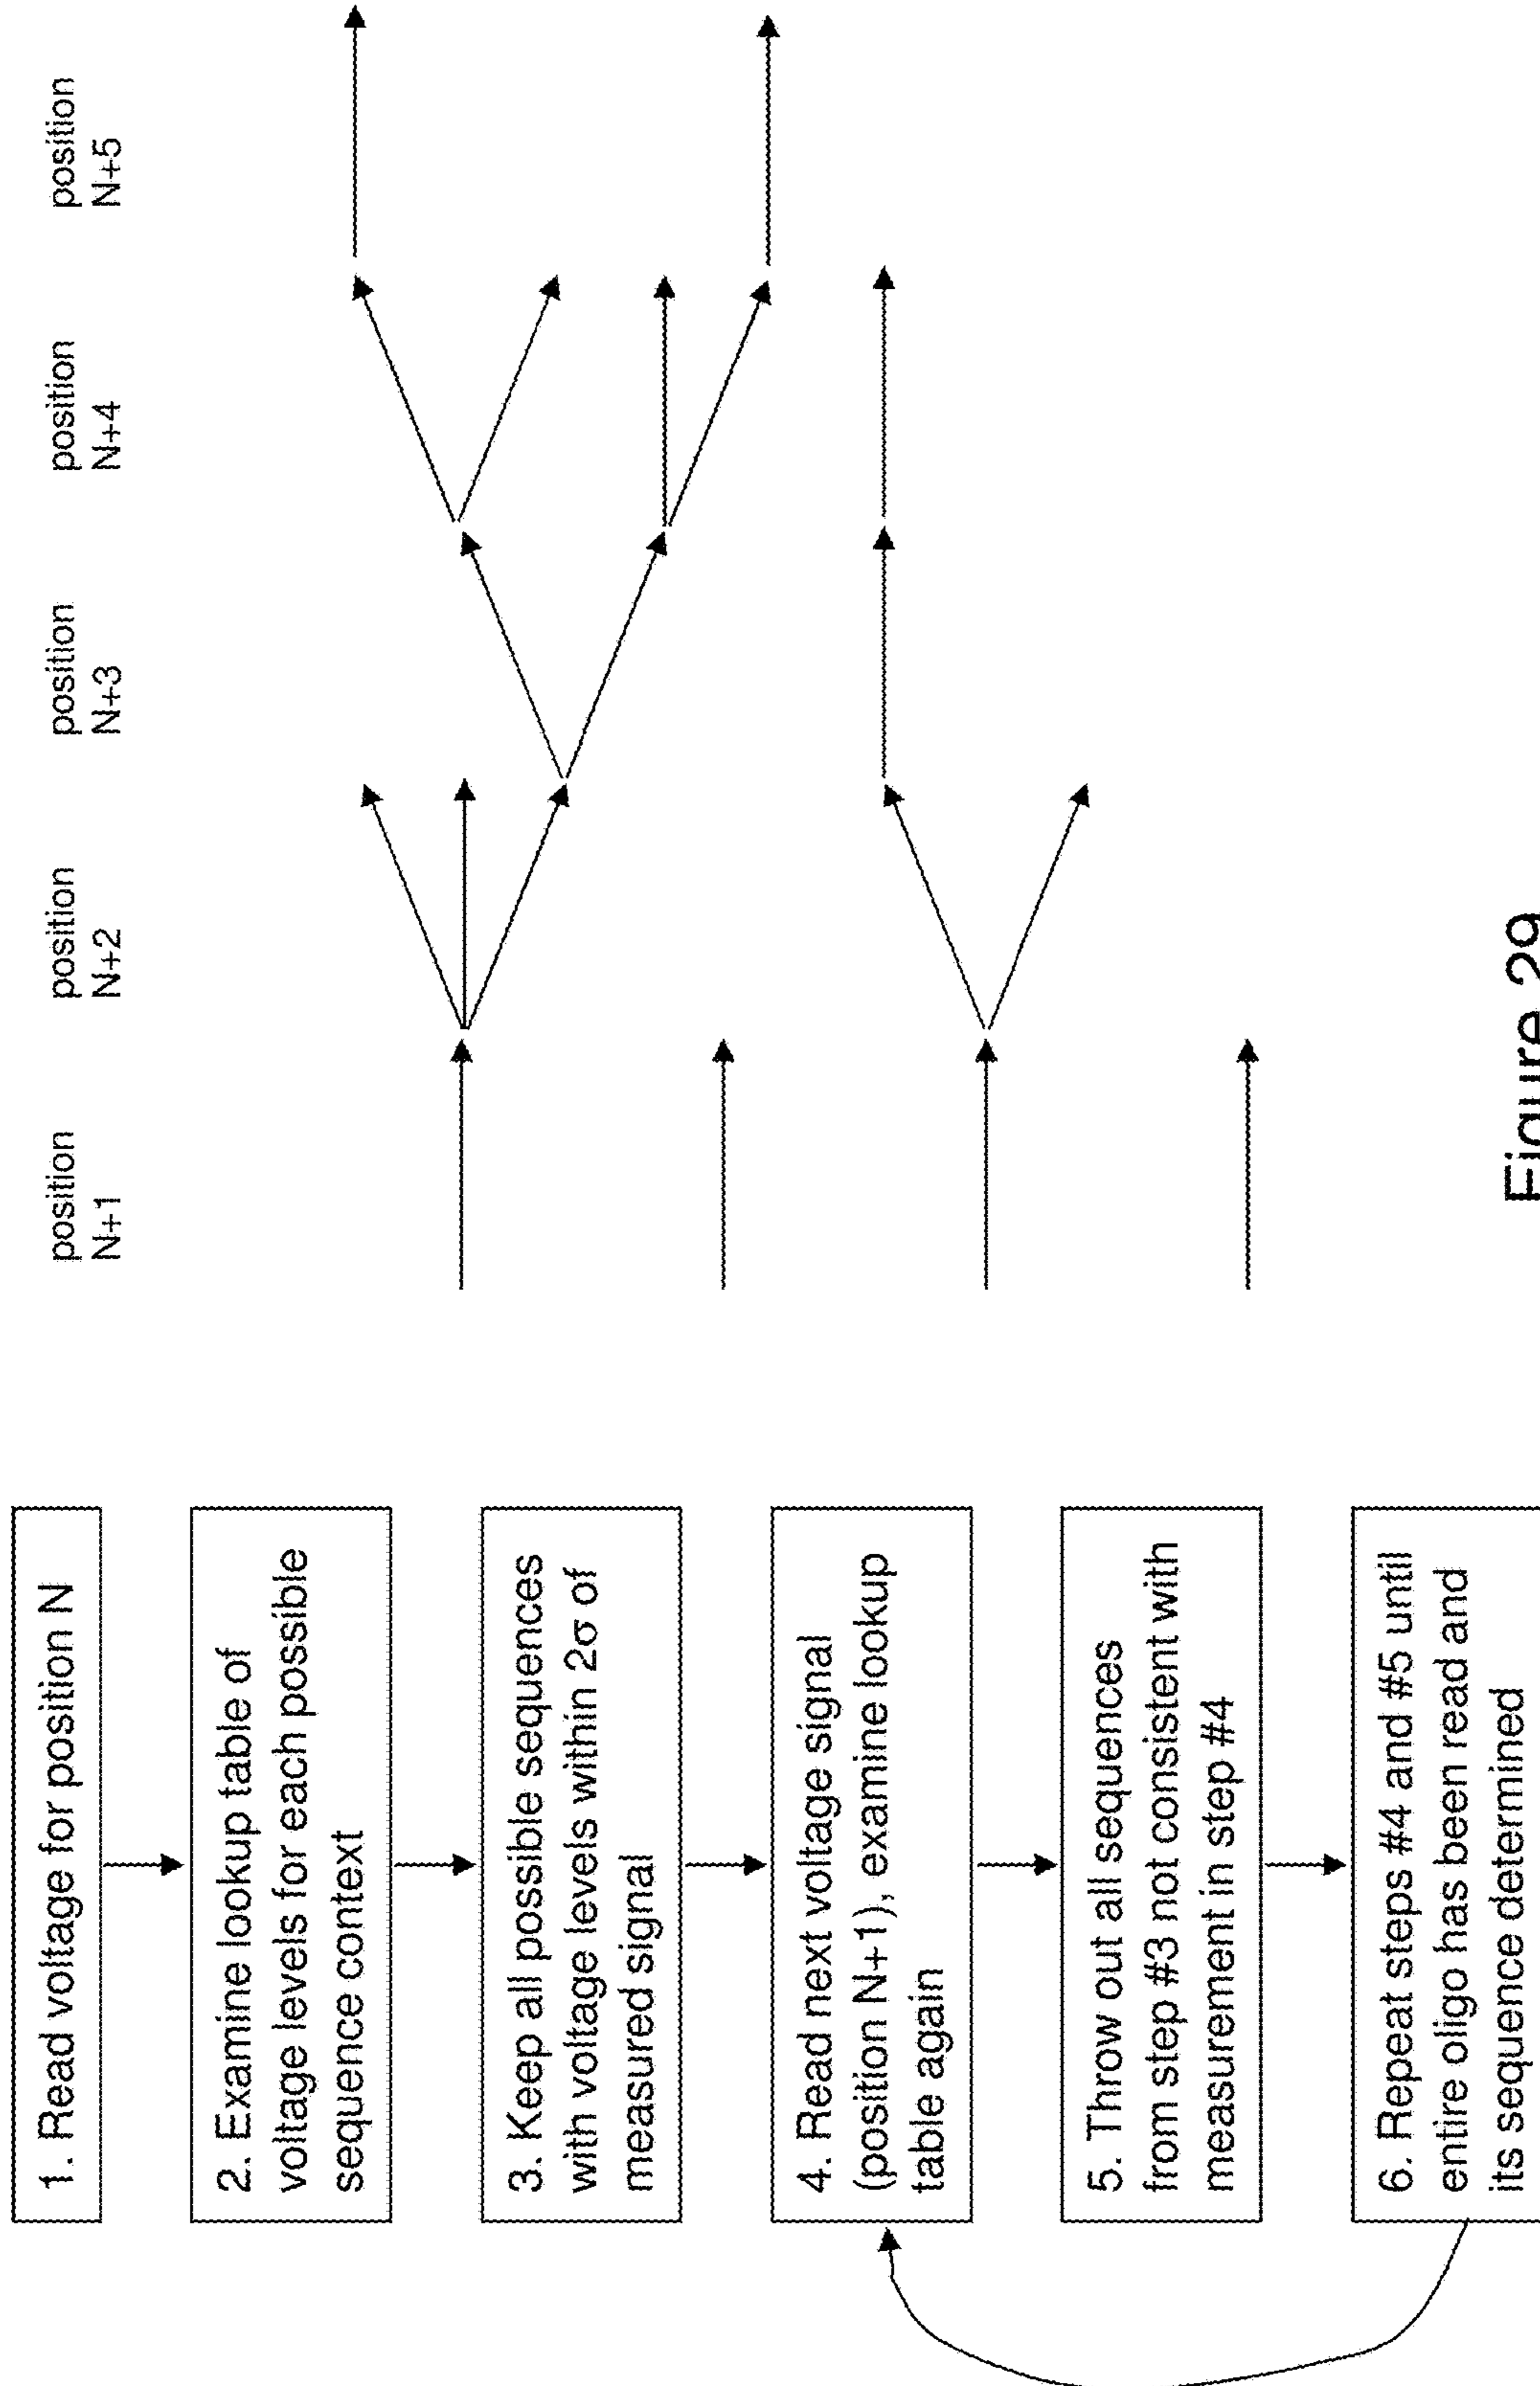 1. Read voltage for position N
2. Examine lookup table of
voltage levels for each possible
sequence context
3. Keep all possible sequences
with voltage levels within 2σ of
measured signal
4. Read next voltage signal
(position N+1), examine lookup
table again
5. Throw out all sequences
from step #3 not consistent with
measurement in step #4
6. Repeat steps #4 and #5 until
entire oligo has been read and
its sequence determined
position
N+1
position
N+2
position
N+3
position
N+4
position
N+5
Figure 29